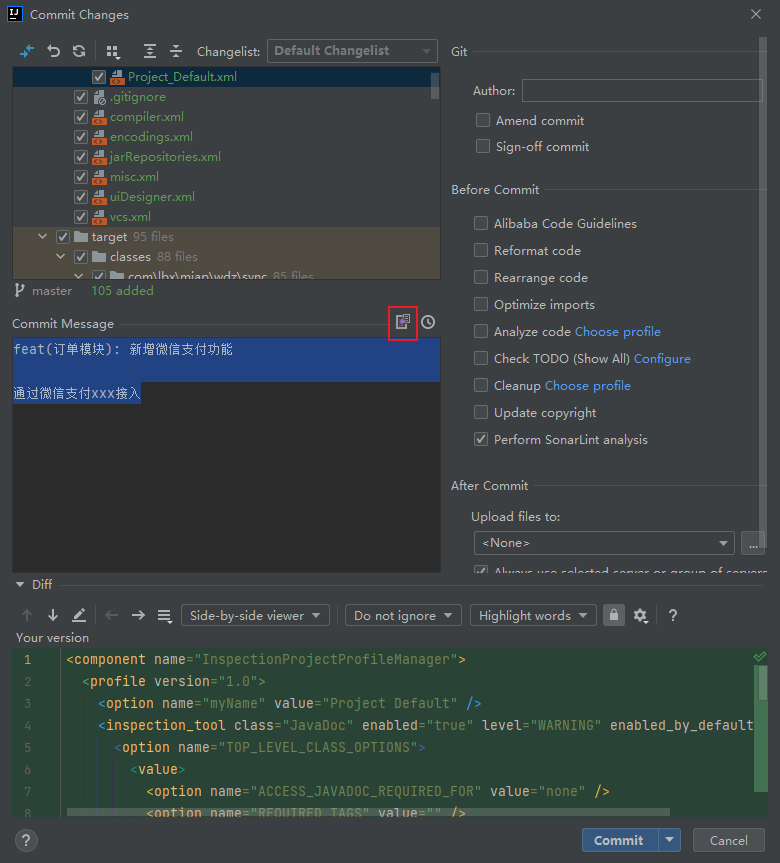 Commit Changes
Changelist: Default Changelist
Project_Default.xml
.gitignore
compiler.xml
encodings.xml
jarRepositories.xml
misc.xml
uiDesigner.xml
vcs.xml
target 95 files
classes 88 files
com\lbx\miap\wdz\sync 85 files
master 105 added
Commit Message
feat(订单模块): 新增微信支付功能
通过微信支付xxx接入
Git
Author:
Amend commit
Sign-off commit
Before Commit
Alibaba Code Guidelines
Reformat code
Rearrange code
Optimize imports
Analyze code Choose profile
Check TODO (Show All) Configure
Cleanup Choose profile
Update copyright
Perform SonarLint analysis
After Commit
Upload files to:
<None>
...
Always use selected server or group of servers
Diff
Side-by-side viewer Do not ignore Highlight words ?
Your version
1 <component name="InspectionProjectProfileManager">
2 <profile version="1.0">
3 <option name="myName" value="Project Default" />
4 <inspection_tool class="JavaDoc" enabled="true" level="WARNING" enabled_by_default
5 <option name="TOP_LEVEL_CLASS_OPTIONS">
6 <value>
7 <option name="ACCESS_JAVADOC_REQUIRED_FOR" value="none" />
8 <option name="REQUIRED_TAGS" value="" />
? Commit Cancel